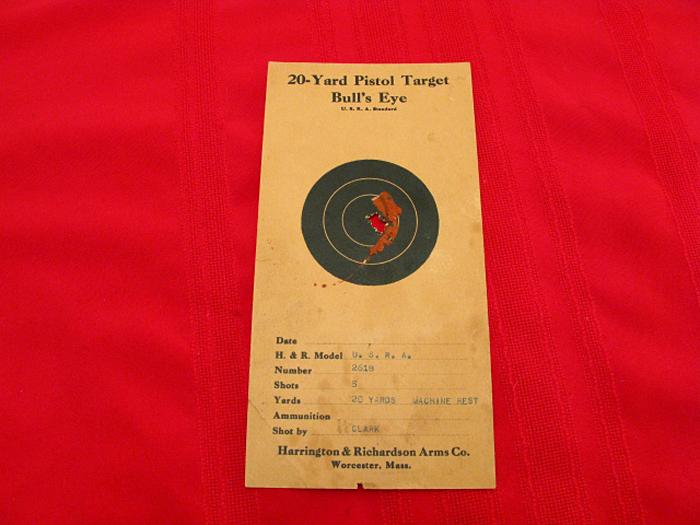 20-Yard Pistol Target
Bull's Eye
U. S. R. A. Standard
Date
H. & R. Model U. S. R. A.
Number 2618
Shots 5
Yards 20 YARDS MACHINE REST
Ammunition
Shot by CLARK
Harrington & Richardson Arms Co.
Worcester, Mass.